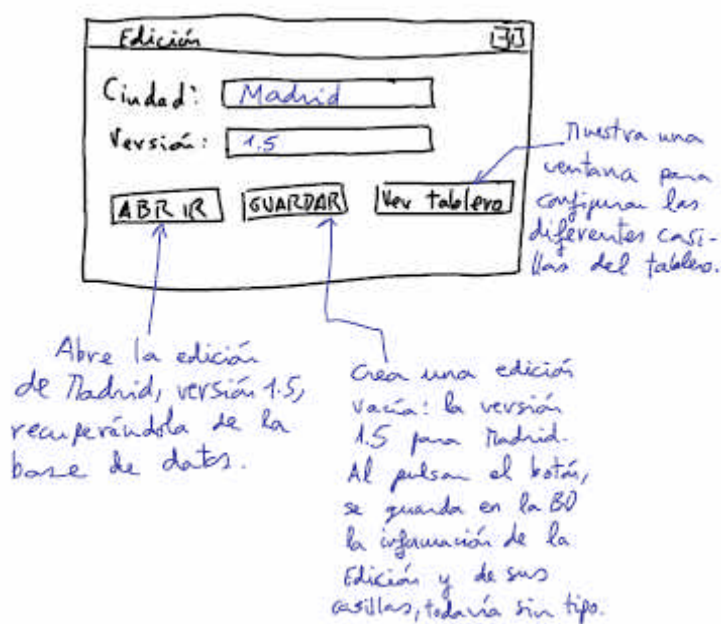 Edición
Ciudad:
Madrid
Versión:
1.5
ABRIR
GUARDAR
Ver tablero
Muestra una
ventana para
configurar las
diferentes casi-
llas del tablero.
Abre la edición
de Madrid, versión 1.5,
recuperándola de la
base de datos.
Crea una edición
vacía: la versión
1.5 para Madrid.
Al pulsar el botón,
se guarda en la BD
la información de la
Edición y de sus
casillas, todavía sin tipo.